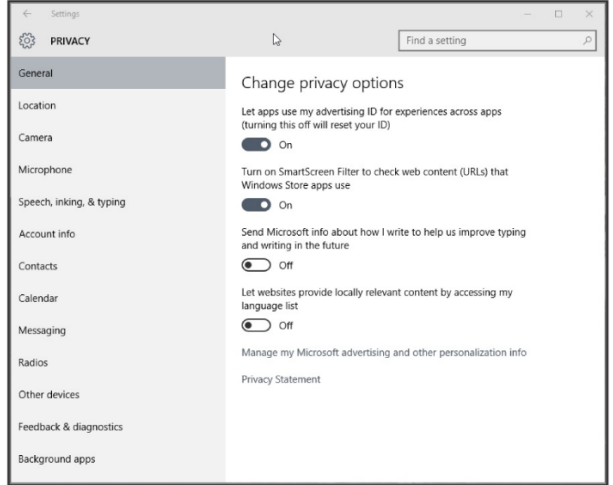 Settings
PRIVACY
Find a setting
General
Location
Camera
Microphone
Speech, inking, & typing
Account info
Contacts
Calendar
Messaging
Radios
Other devices
Feedback & diagnostics
Background apps
Change privacy options
Let apps use my advertising ID for experiences across apps
(turning this off will reset your ID)
On
Turn on SmartScreen Filter to check web content (URLs) that
Windows Store apps use
On
Send Microsoft info about how I write to help us improve typing
and writing in the future
Off
Let websites provide locally relevant content by accessing my
language list
Off
Manage my Microsoft advertising and other personalization info
Privacy Statement